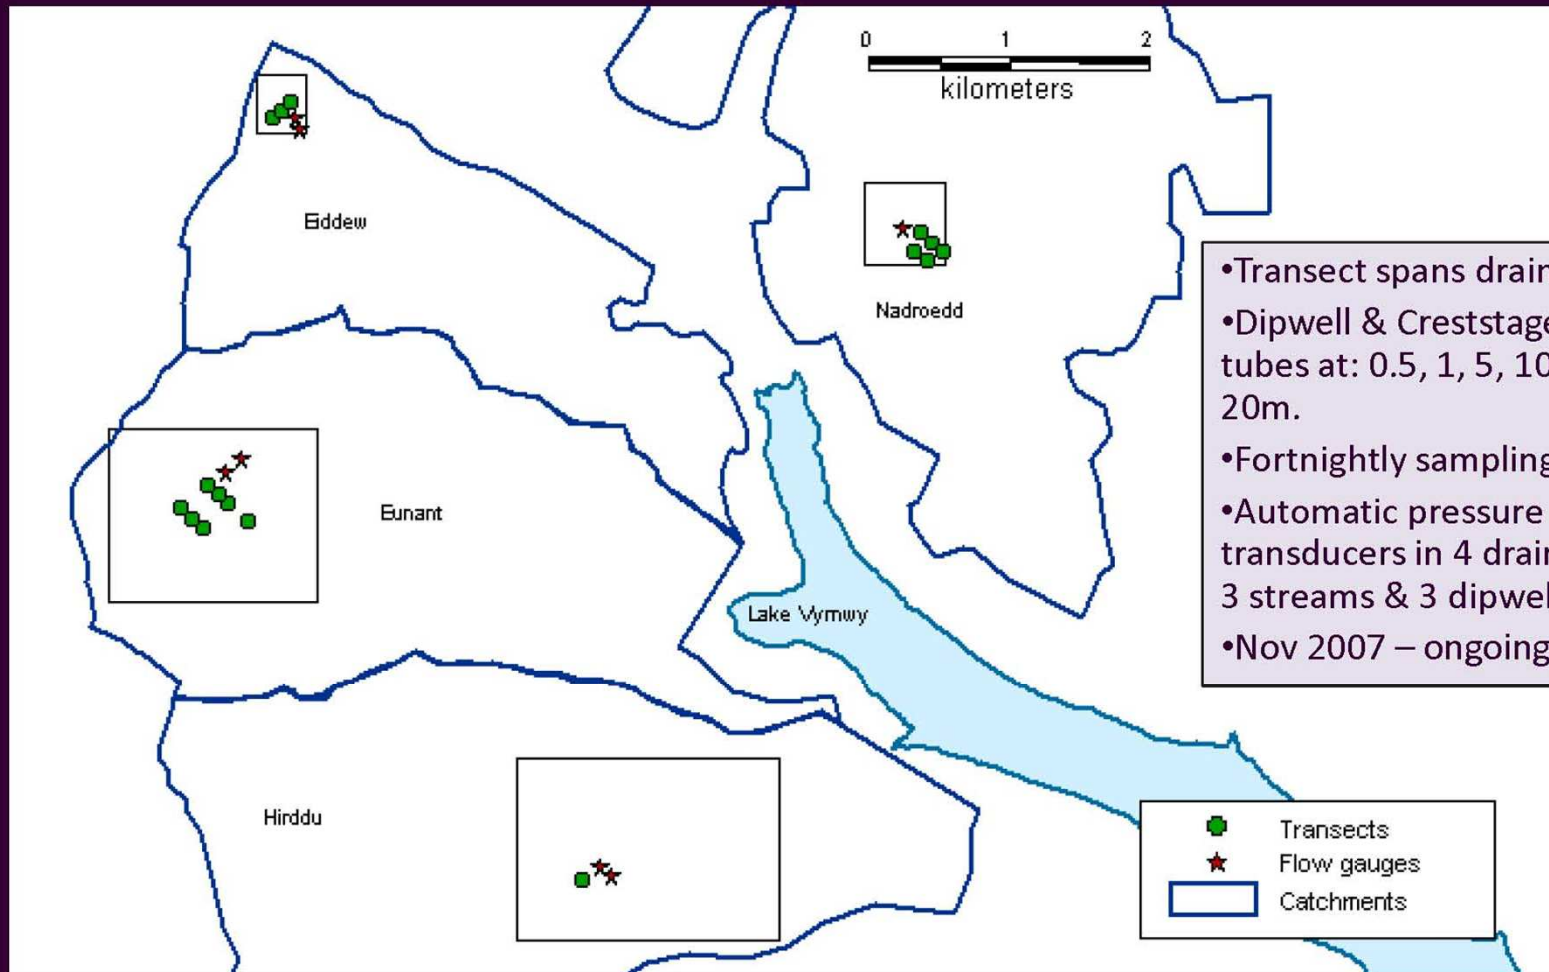 0 1 2
kilometers
Eiddew
Nadroedd
•Transect spans drain
•Dipwell & Creststage
tubes at: 0.5, 1, 5, 10
20m.
•Fortnightly sampling
•Automatic pressure
transducers in 4 drain
3 streams & 3 dipwel
•Nov 2007 – ongoing
Eunant
Lake Vyrnwy
Hirddu
Transects
Flow gauges
Catchments